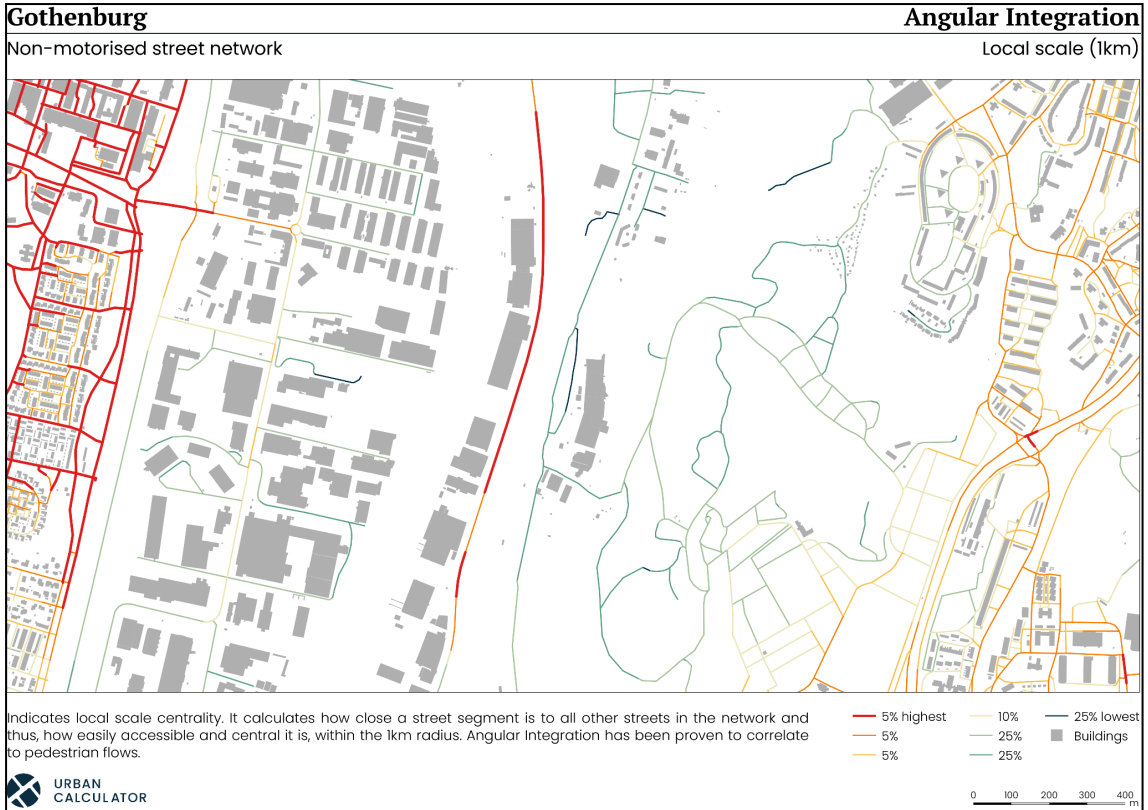 Gothenburg
Angular Integration
Non-motorised street network
Local scale (1km)
Indicates local scale centrality. It calculates how close a street segment is to all other streets in the network and
thus, how easily accessible and central it is, within the 1km radius. Angular Integration has been proven to correlate
to pedestrian flows.
5% highest
10%
25% lowest
5%
25%
Buildings
5%
25%
URBAN
CALCULATOR
0 100 200 300 400
m